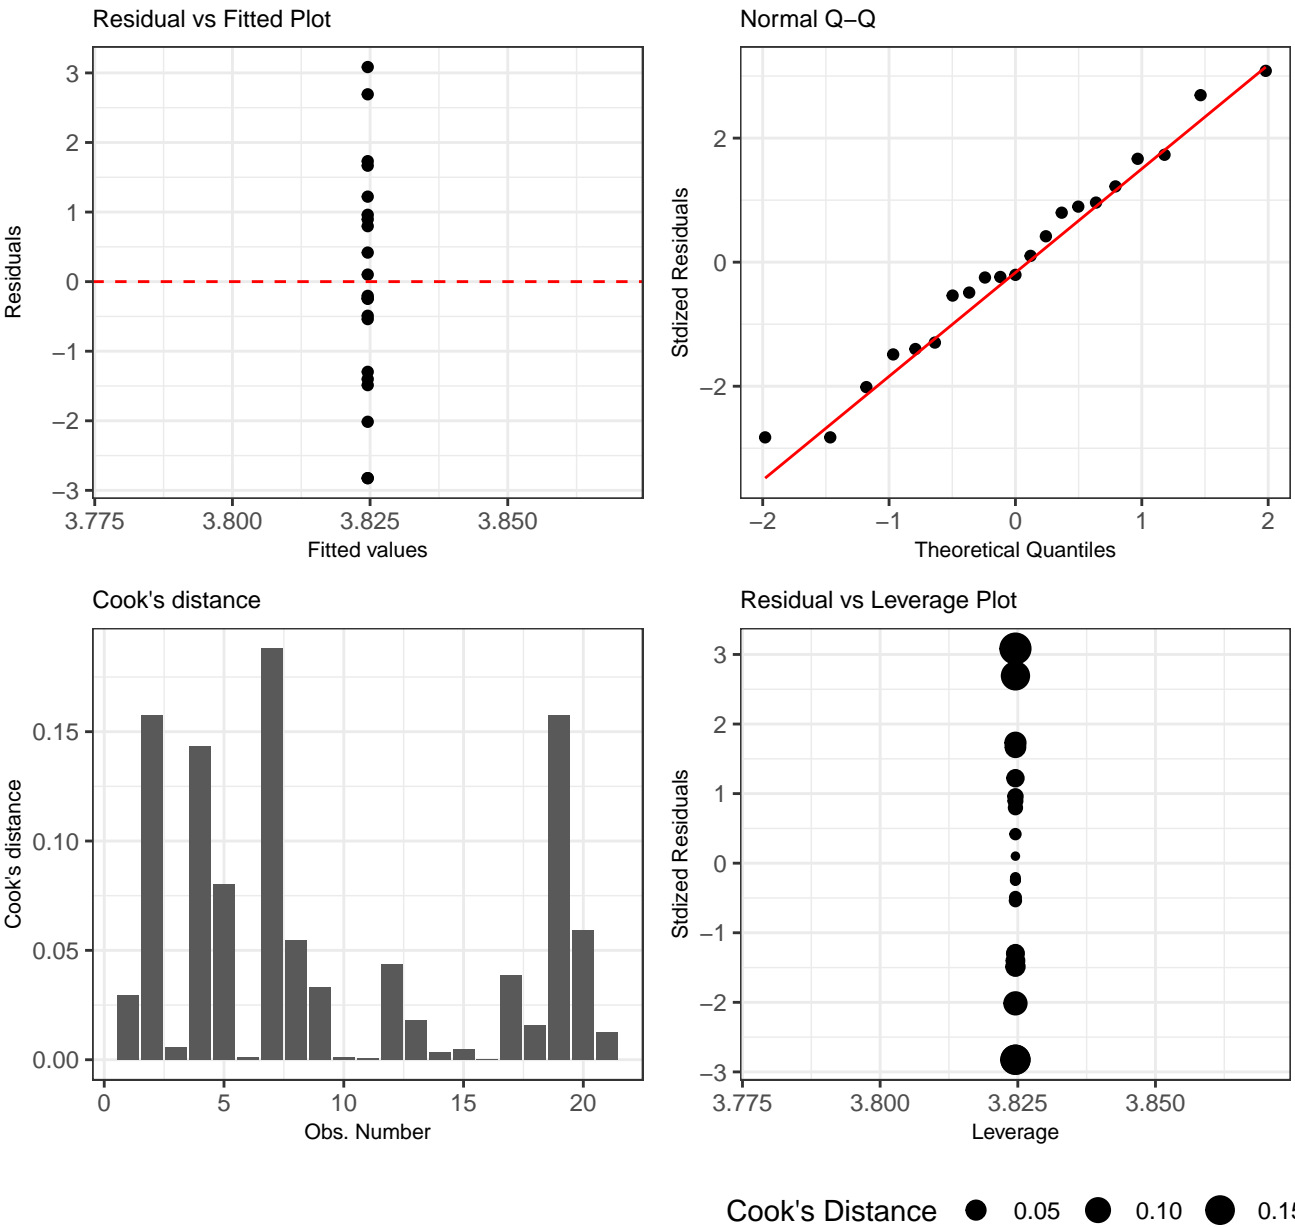 Residual vs Fitted Plot
Residuals
3
2
1
0
−1
−2
−3
3.775 3.800 3.825 3.850
Fitted values
Normal Q−Q
Stdized Residuals
2
0
−2
−2 −1 0 1 2
Theoretical Quantiles
Cook's distance
Cook's distance
0.15
0.10
0.05
0.00
0 5 10 15 20
Obs. Number
Residual vs Leverage Plot
Stdized Residuals
3
2
1
0
−1
−2
−3
3.775 3.800 3.825 3.850
Leverage
Cook's Distance 0.05 0.10